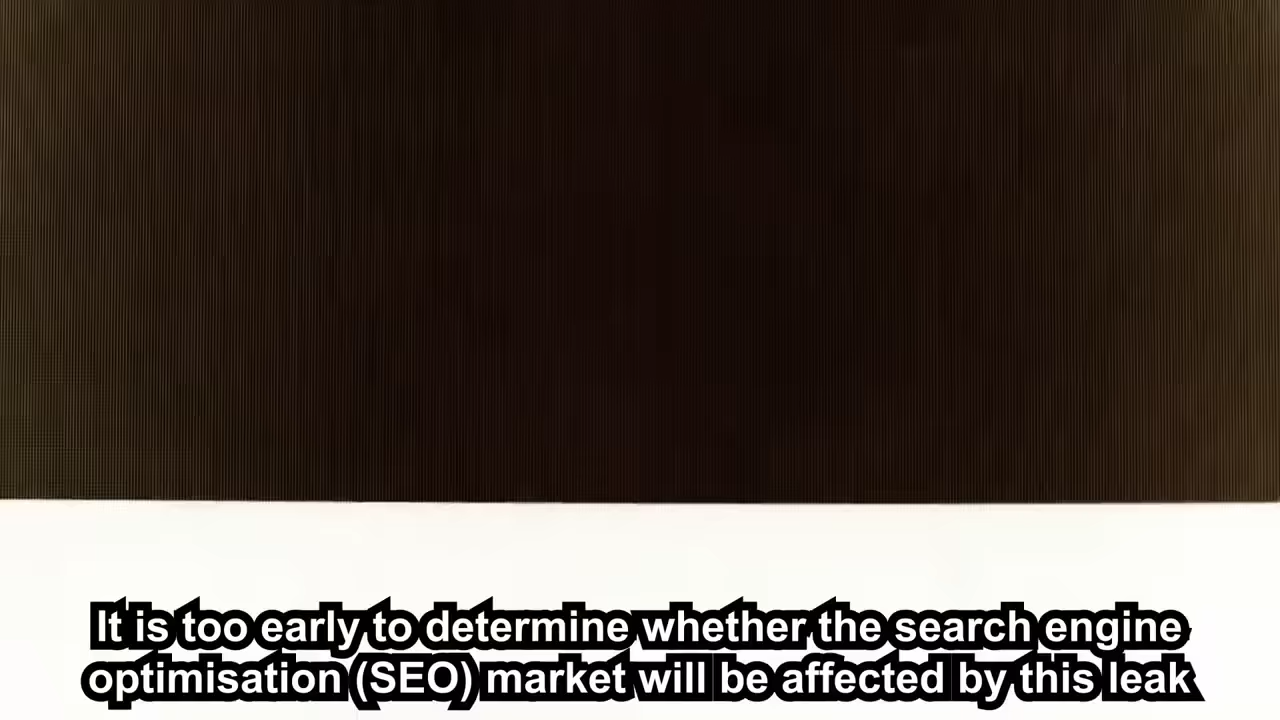 It is too early to determine whether the search engine
optimisation (SEO) market will be affected by this leak